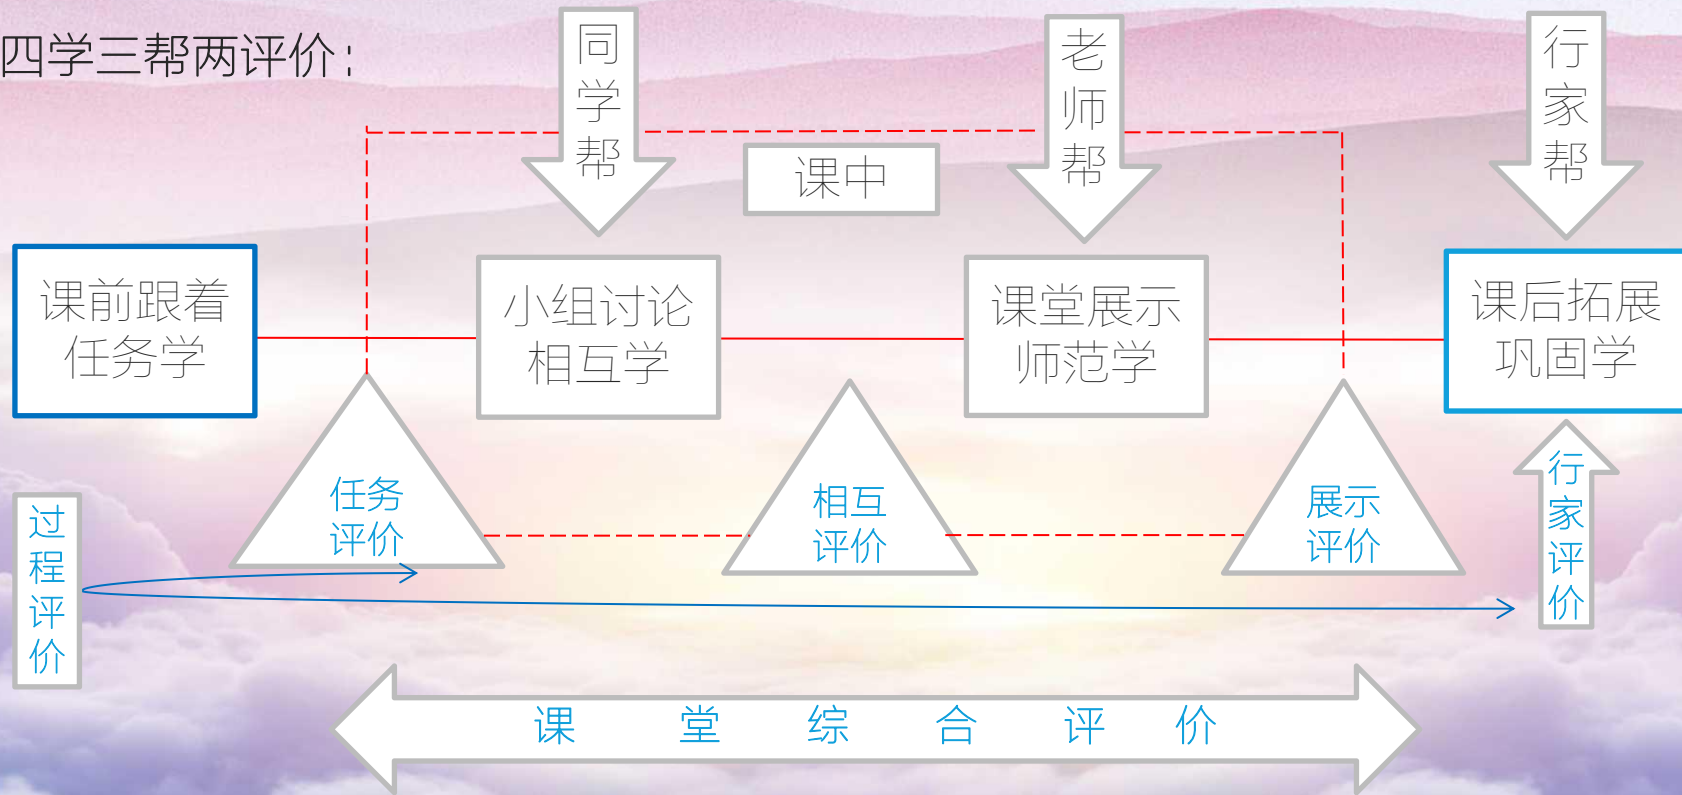 四学三帮两评价：
同学帮
老师帮
行家帮
课中
课前跟着
任务学
小组讨论
相互学
课堂展示
师范学
课后拓展
巩固学
任务
评价
相互
评价
展示
评价
行家评价
过程评价
课堂综合评价